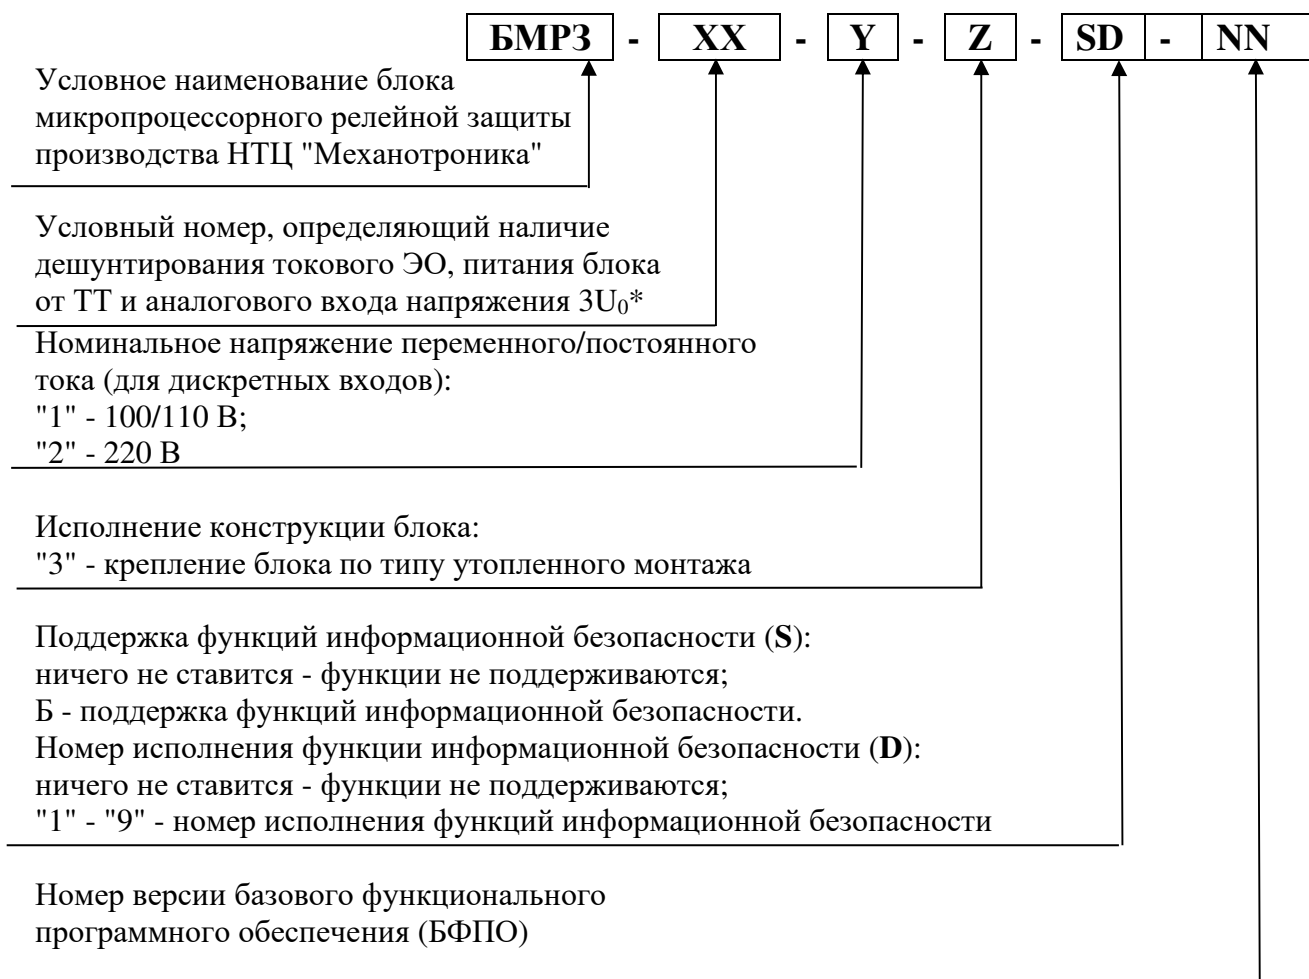 БМРЗ - XX - Y - Z - SD - NN
Условное наименование блока
микропроцессорного релейной защиты
производства НТЦ "Механотроника"
Условный номер, определяющий наличие
дешунтирования токового ЭО, питания блока
от ТТ и аналогового входа напряжения 3U₀*
Номинальное напряжение переменного/постоянного
тока (для дискретных входов):
"1" - 100/110 В;
"2" - 220 В
Исполнение конструкции блока:
"3" - крепление блока по типу утопленного монтажа
Поддержка функций информационной безопасности (S):
ничего не ставится - функции не поддерживаются;
Б - поддержка функций информационной безопасности.
Номер исполнения функции информационной безопасности (D):
ничего не ставится - функции не поддерживаются;
"1" - "9" - номер исполнения функций информационной безопасности
Номер версии базового функционального
программного обеспечения (БФПО)